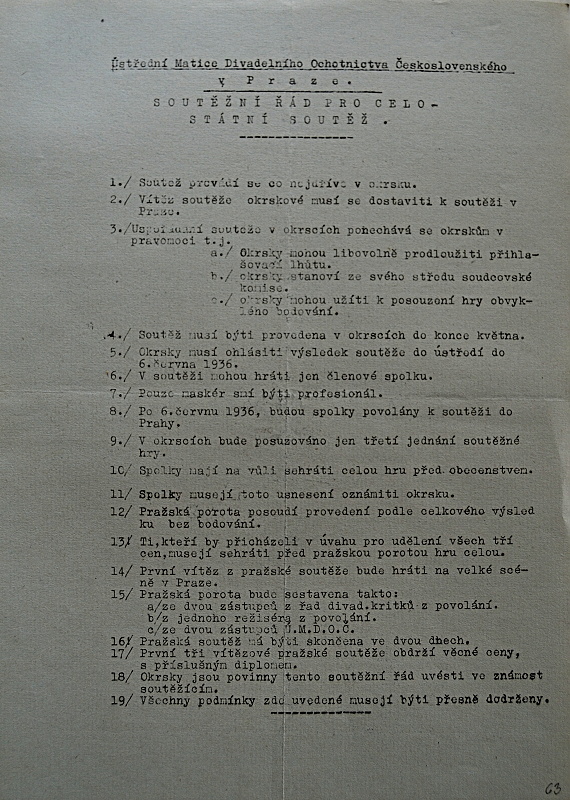 Ústřední Matice Divadelního Ochotnictva Československého
v Praze.
SOUTĚŽNÍ ŘÁD PRO CELO-
STÁTNÍ SOUTĚŽ .
1./ Soutěž provádí se co nejdříve v okrsku.
2./ Vítěz soutěže okrskové musí se dostaviti k soutěži v
Praze.
3./Uspořádání soutěže v okrscích ponechává se okrskům v
pravomoci t.j.
a./ Okrsky mohou libovolně prodloužiti přihla-
šovací lhůtu.
b./ okrsky stanoví ze svého středu soudcovské
komise.
c./ okrsky mohou užíti k posouzení hry obvyk-
lého bodování.
4./ Soutěž musí býti provedena v okrscích do konce května.
5./ Okrsky musí ohlásiti výsledek soutěže do ústředí do
6.června 1936.
6./ V soutěži mohou hráti jen členové spolku.
7./ Pouze maskér smí býti profesionál.
8./ Po 6.červnu 1936, budou spolky povolány k soutěži do
Prahy.
9./ V okrscích bude posuzováno jen třetí jednání soutěžné
hry.
10/ Spolky mají na vůli sehráti celou hru před obecenstvem.
11/ Spolky musejí toto usnesení oznámiti okrsku.
12/ Pražská porota posoudí provedení podle celkového výsled
ku bez bodování.
13/ Ti,kteří by přicházeli v úvahu pro udělení všech tří
cen,musejí sehráti před pražskou porotou hru celou.
14/ První vítěz z pražské soutěže bude hráti na velké scé-
ně v Praze.
15/ Pražská porota bude sestavena takto:
a/ze dvou zástupců z řad divad.kritků z povolání.
b/z jednoho režiséra z povolání.
c/ze dvou zástupců Ú.M.D.O.Č.
16/ Pražská soutěž má býti skončena ve dvou dnech.
17/ První tři vítězové pražské soutěže obdrží věcné ceny,
s příslušným diplomem.
18/ Okrsky jsou povinny tento soutěžní řád uvésti ve známost
soutěžícím.
19/ Všechny podmínky zde uvedené musejí býti přesně dodrženy.
63